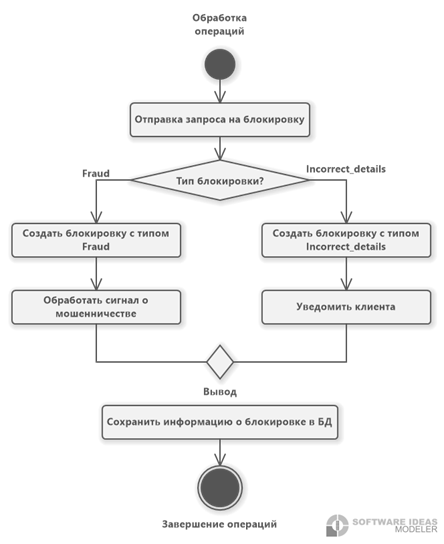 Обработка
операций
Отправка запроса на блокировку
Тип блокировки?
Fraud
Incorrect_details
Создать блокировку с типом
Fraud
Создать блокировку с типом
Incorrect_details
Обработать сигнал о
мошенничестве
Уведомить клиента
Вывод
Сохранить информацию о блокировке в БД
Завершение операций
SOFTWARE IDEAS
MODELER